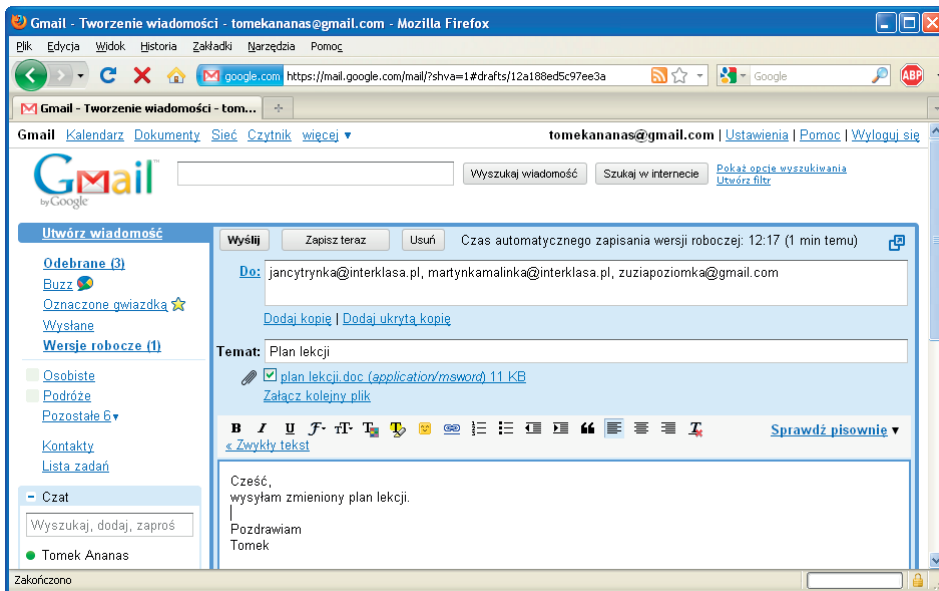 Gmail - Tworzenie wiadomości - tomekananas@gmail.com - Mozilla Firefox
Plik Edycja Widok Historia Zakładki Narzędzia Pomoc
google.com https://mail.google.com/mail/?shva=1#drafts/12a188ed5c97ee3a Google ABP
Gmail - Tworzenie wiadomości - tom...
Gmail Kalendarz Dokumenty Sieć Czytnik więcej ▾ tomekananas@gmail.com | Ustawienia | Pomoc | Wyloguj się
Gmail by Google
Wyszukaj wiadomość Szukaj w internecie Pokaż opcje wyszukiwania
Utwórz filtr
Utwórz wiadomość
Odebrane (3)
Buzz
Oznaczone gwiazdką
Wysłane
Wersje robocze (1)
Osobiste
Podróże
Pozostałe 6 ▾
Kontakty
Lista zadań
− Czat
Wyszukaj, dodaj, zaproś
Tomek Ananas
Wyślij Zapisz teraz Usuń Czas automatycznego zapisania wersji roboczej: 12:17 (1 min temu)
Do: jancytrynka@interklasa.pl, martynkamalinka@interklasa.pl, zuziapoziomka@gmail.com
Dodaj kopię | Dodaj ukrytą kopię
Temat: Plan lekcji
plan lekcji.doc (application/msword) 11 KB
Załącz kolejny plik
B I U Sprawdź pisownię ▾
« Zwykły tekst
Cześć,
wysyłam zmieniony plan lekcji.
Pozdrawiam
Tomek
Zakończono